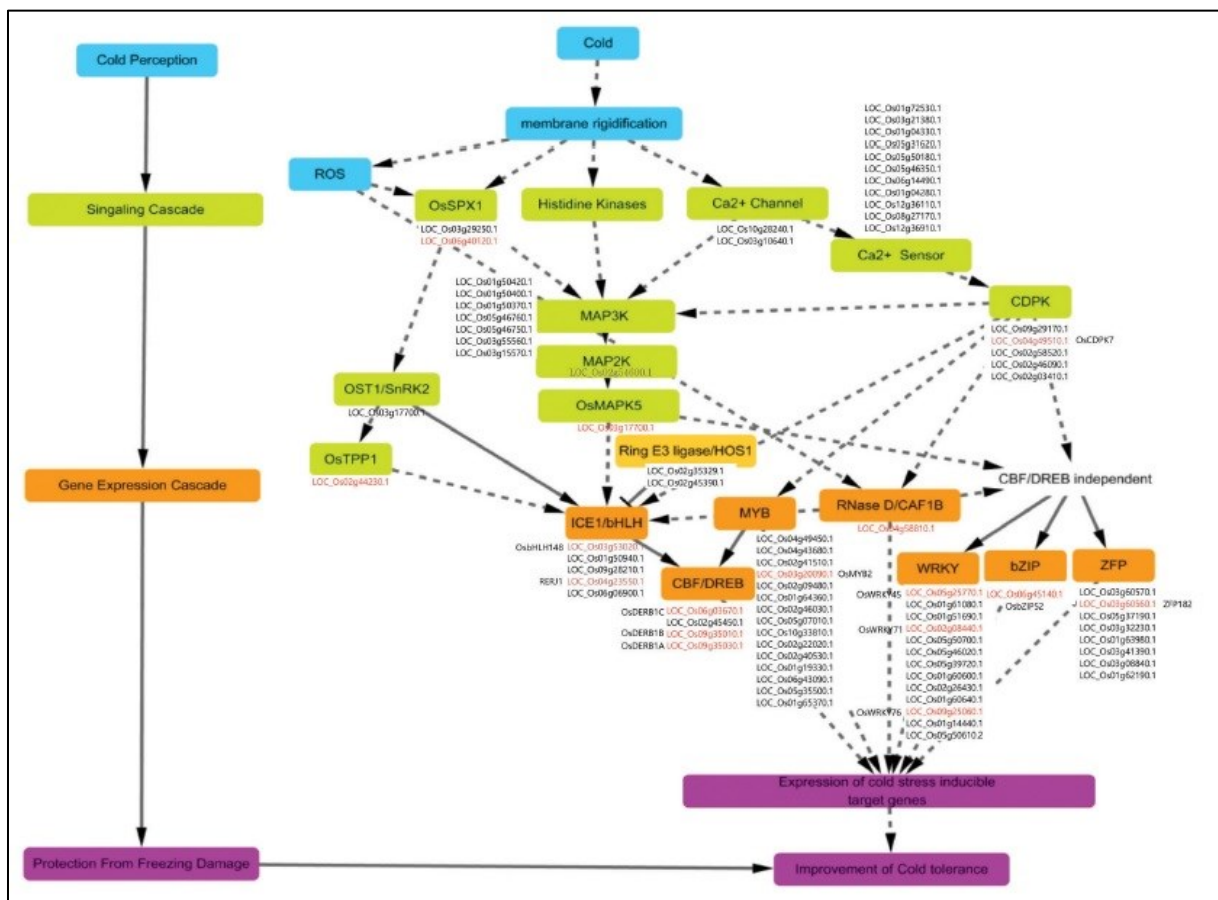 Cold Perception
Cold
membrane rigidification
ROS
LOC_Os01g72530.1
LOC_Os03g21380.1
LOC_Os01g04330.1
LOC_Os05g31620.1
LOC_Os05g50180.1
LOC_Os05g46350.1
LOC_Os06g14490.1
LOC_Os01g04280.1
LOC_Os12g36110.1
LOC_Os08g27170.1
LOC_Os12g36910.1
Singaling Cascade
OsSPX1
LOC_Os03g29250.1
LOC_Os06g40120.1
Histidine Kinases
Ca2+ Channel
LOC_Os10g28240.1
LOC_Os03g10640.1
Ca2+ Sensor
CDPK
LOC_Os09g29170.1
LOC_Os04g49510.1 OsCDPK7
LOC_Os02g58520.1
LOC_Os02g46090.1
LOC_Os02g03410.1
LOC_Os01g50420.1
LOC_Os01g50400.1
LOC_Os01g50370.1
LOC_Os05g46760.1
LOC_Os05g46750.1
LOC_Os03g55560.1
LOC_Os03g15570.1
MAP3K
MAP2K
LOC_Os02g54600.1
OST1/SnRK2
LOC_Os03g17700.1
OsMAPK5
LOC_Os03g17700.1
OsTPP1
LOC_Os02g44230.1
Ring E3 ligase/HOS1
LOC_Os02g35329.1
LOC_Os02g45390.1
CBF/DREB independent
Gene Expression Cascade
ICE1/bHLH
OsbHLH148 LOC_Os03g53020.1
LOC_Os01g50940.1
LOC_Os09g28210.1
RERJ1 LOC_Os04g23550.1
LOC_Os06g06900.1
MYB
LOC_Os04g49450.1
LOC_Os04g43680.1
LOC_Os02g41510.1
LOC_Os03g20090.1 OsMYB2
LOC_Os02g09480.1
LOC_Os01g64360.1
LOC_Os02g46030.1
LOC_Os05g07010.1
LOC_Os10g33810.1
LOC_Os02g22020.1
LOC_Os02g40530.1
LOC_Os01g19330.1
LOC_Os06g43090.1
LOC_Os05g35500.1
LOC_Os01g65370.1
RNase D/CAF1B
LOC_Os04g58810.1
CBF/DREB
OsDERB1C LOC_Os06g03670.1
LOC_Os02g45450.1
OsDERB1B LOC_Os09g35010.1
OsDERB1A LOC_Os09g35030.1
WRKY
OsWRKY45 LOC_Os05g25770.1
LOC_Os01g61080.1
LOC_Os01g51690.1
OsWRKY71 LOC_Os02g08440.1
LOC_Os05g50700.1
LOC_Os05g46020.1
LOC_Os05g39720.1
LOC_Os01g60600.1
LOC_Os02g26430.1
LOC_Os01g60640.1
OsWRKY76 LOC_Os09g25060.1
LOC_Os01g14440.1
LOC_Os05g50610.2
bZIP
LOC_Os06g45140.1
OsbZIP52
ZFP
LOC_Os03g60570.1
LOC_Os03g60560.1 ZFP182
LOC_Os05g37190.1
LOC_Os03g32230.1
LOC_Os01g63980.1
LOC_Os03g41390.1
LOC_Os03g08840.1
LOC_Os01g62190.1
Expression of cold stress inducible
target genes
Protection From Freezing Damage
Improvement of Cold tolerance